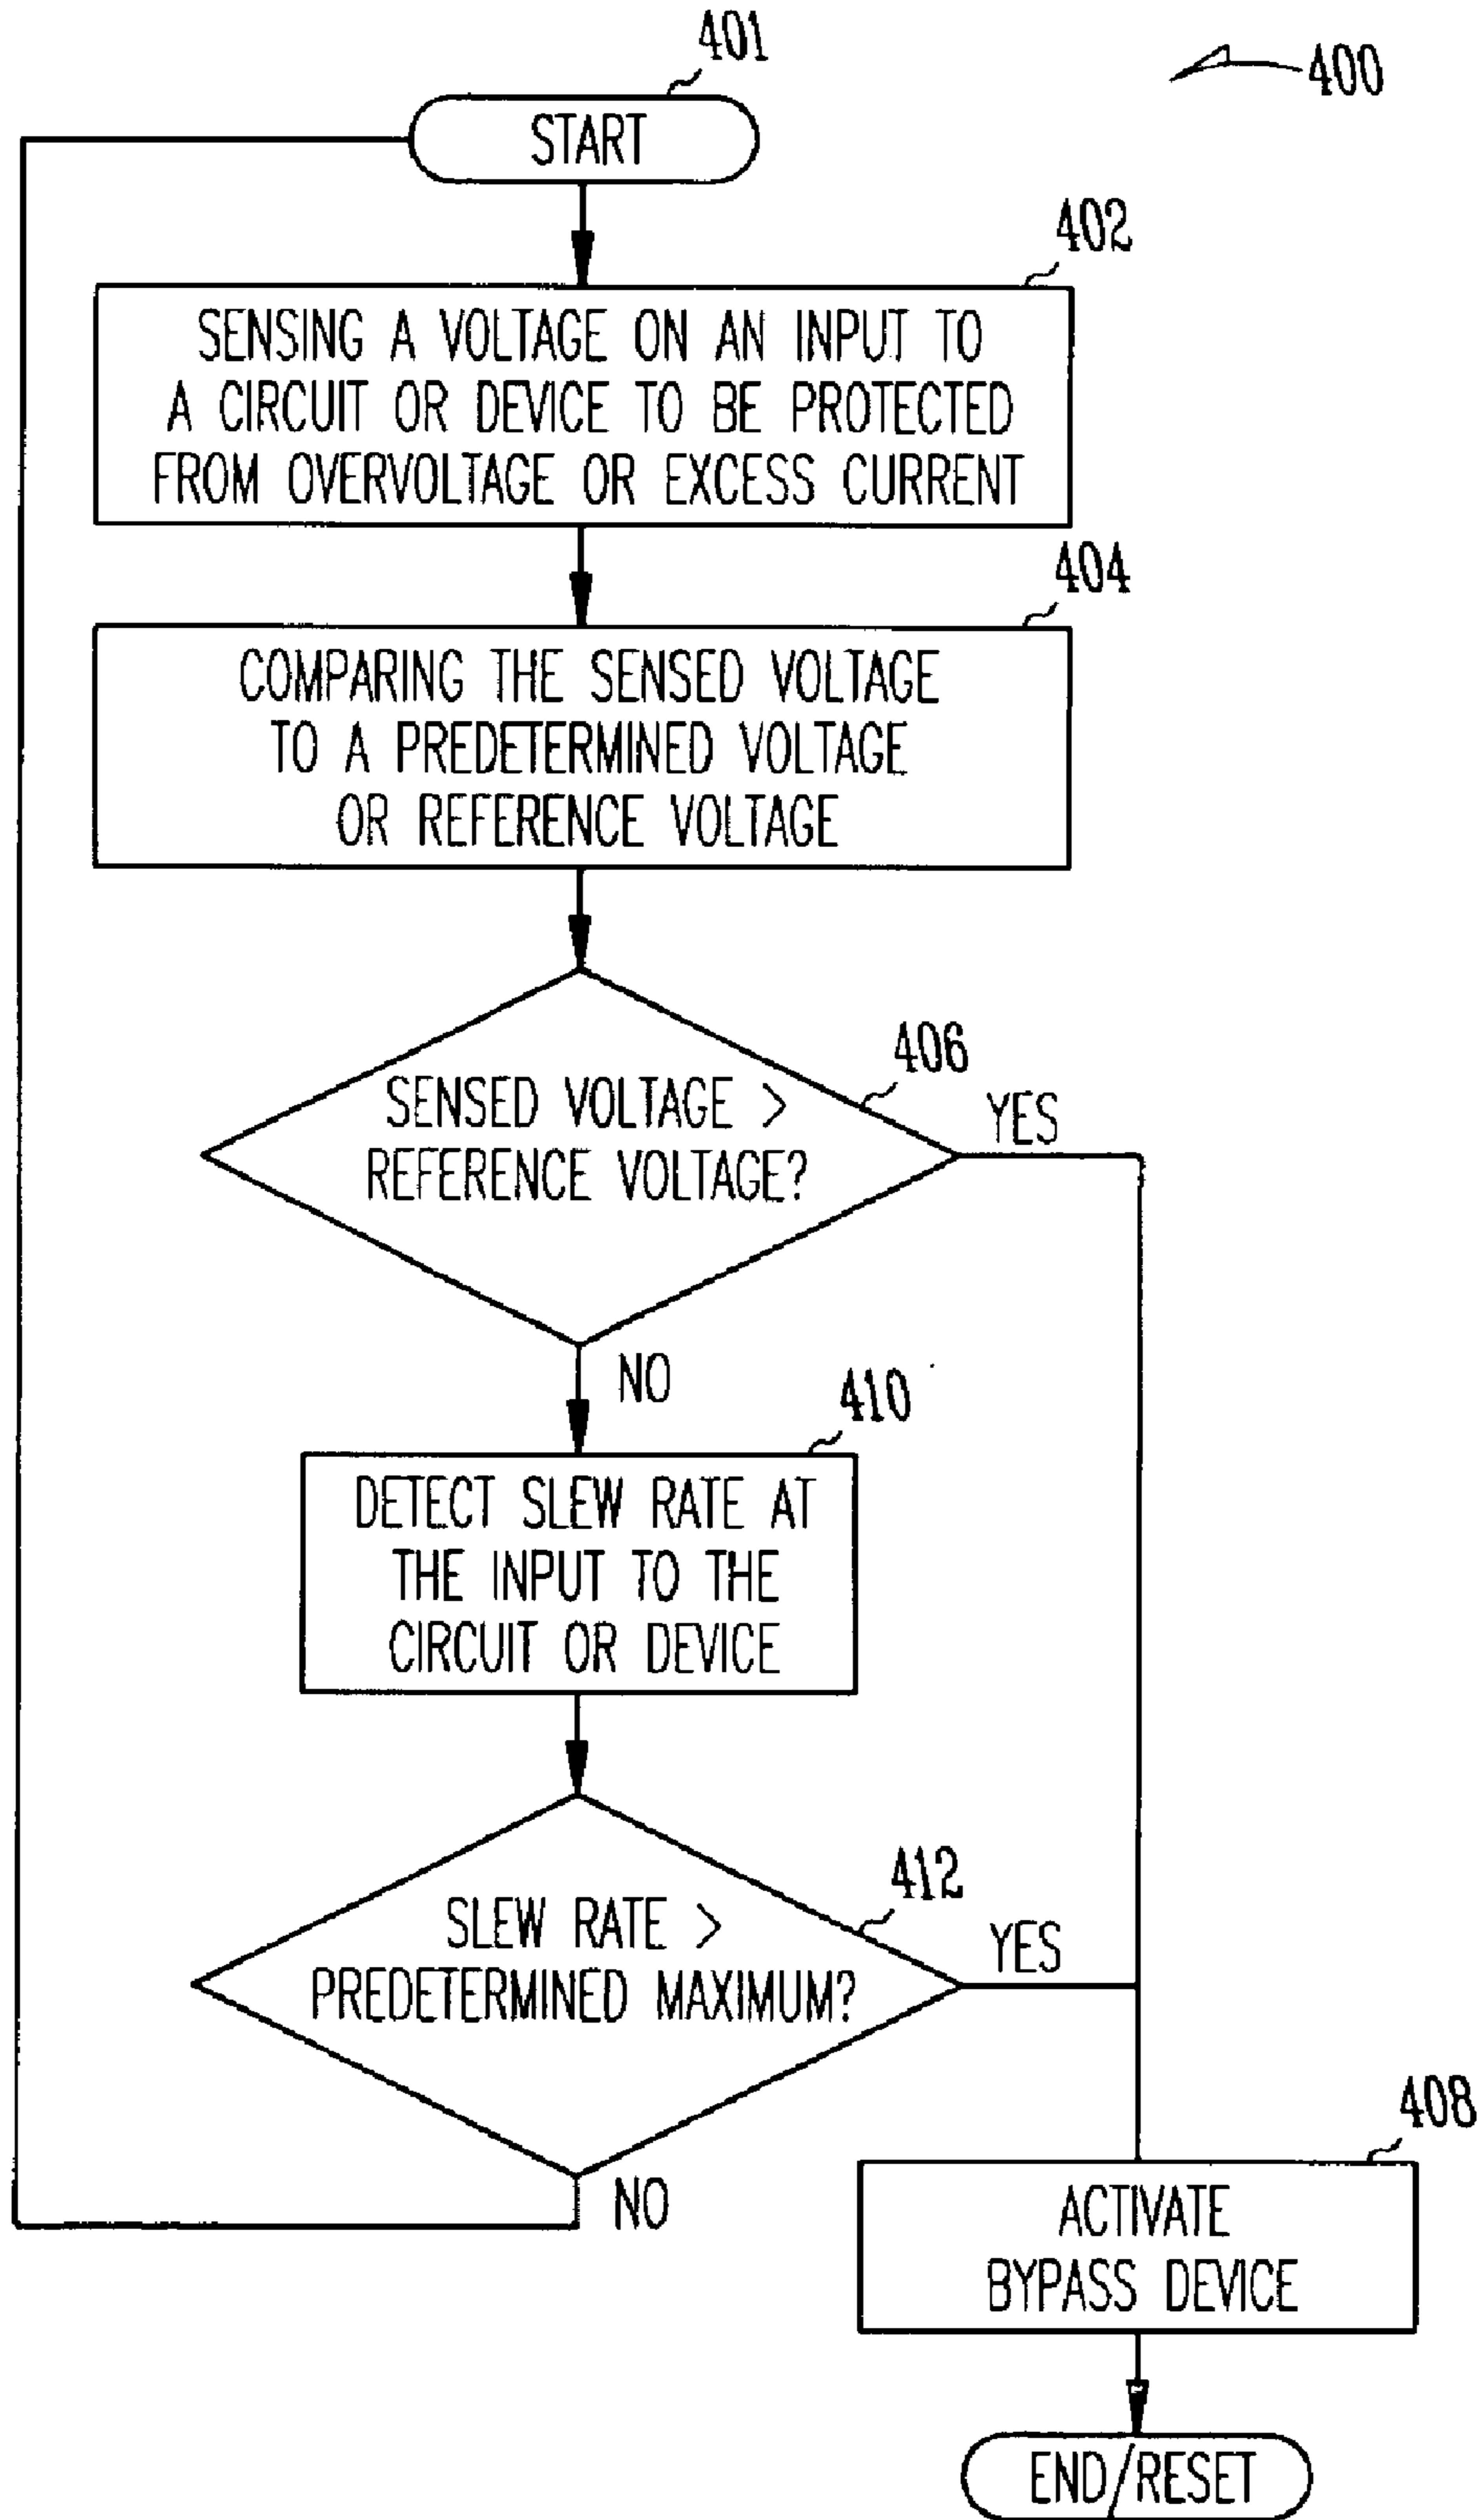 401
400
START
402
SENSING A VOLTAGE ON AN INPUT TO
A CIRCUIT OR DEVICE TO BE PROTECTED
FROM OVERVOLTAGE OR EXCESS CURRENT
404
COMPARING THE SENSED VOLTAGE
TO A PREDETERMINED VOLTAGE
OR REFERENCE VOLTAGE
406
SENSED VOLTAGE >
REFERENCE VOLTAGE?
YES
NO
410
DETECT SLEW RATE AT
THE INPUT TO THE
CIRCUIT OR DEVICE
412
SLEW RATE >
PREDETERMINED MAXIMUM?
YES
NO
408
ACTIVATE
BYPASS DEVICE
END/RESET